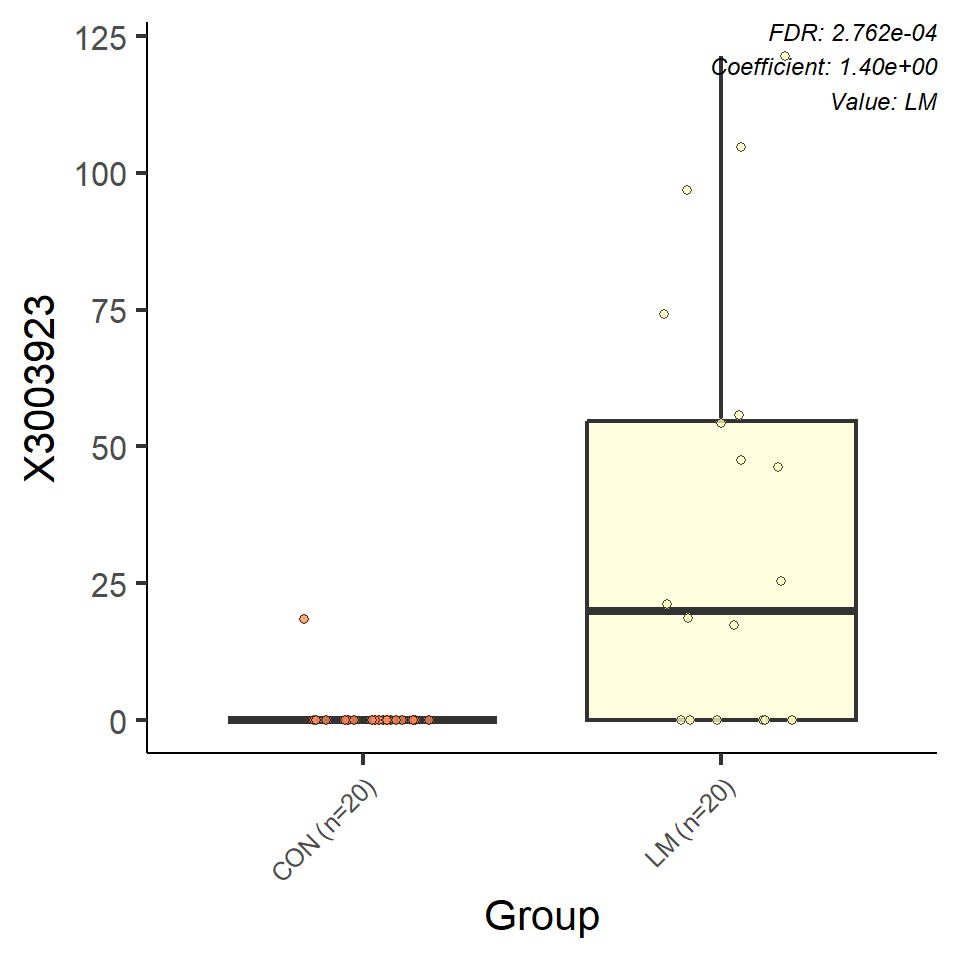 FDR: 2.762e-04
Coefficient: 1.40e+00
Value: LM
125
100
75
50
25
0
X3003923
CON (n=20)
LM (n=20)
Group